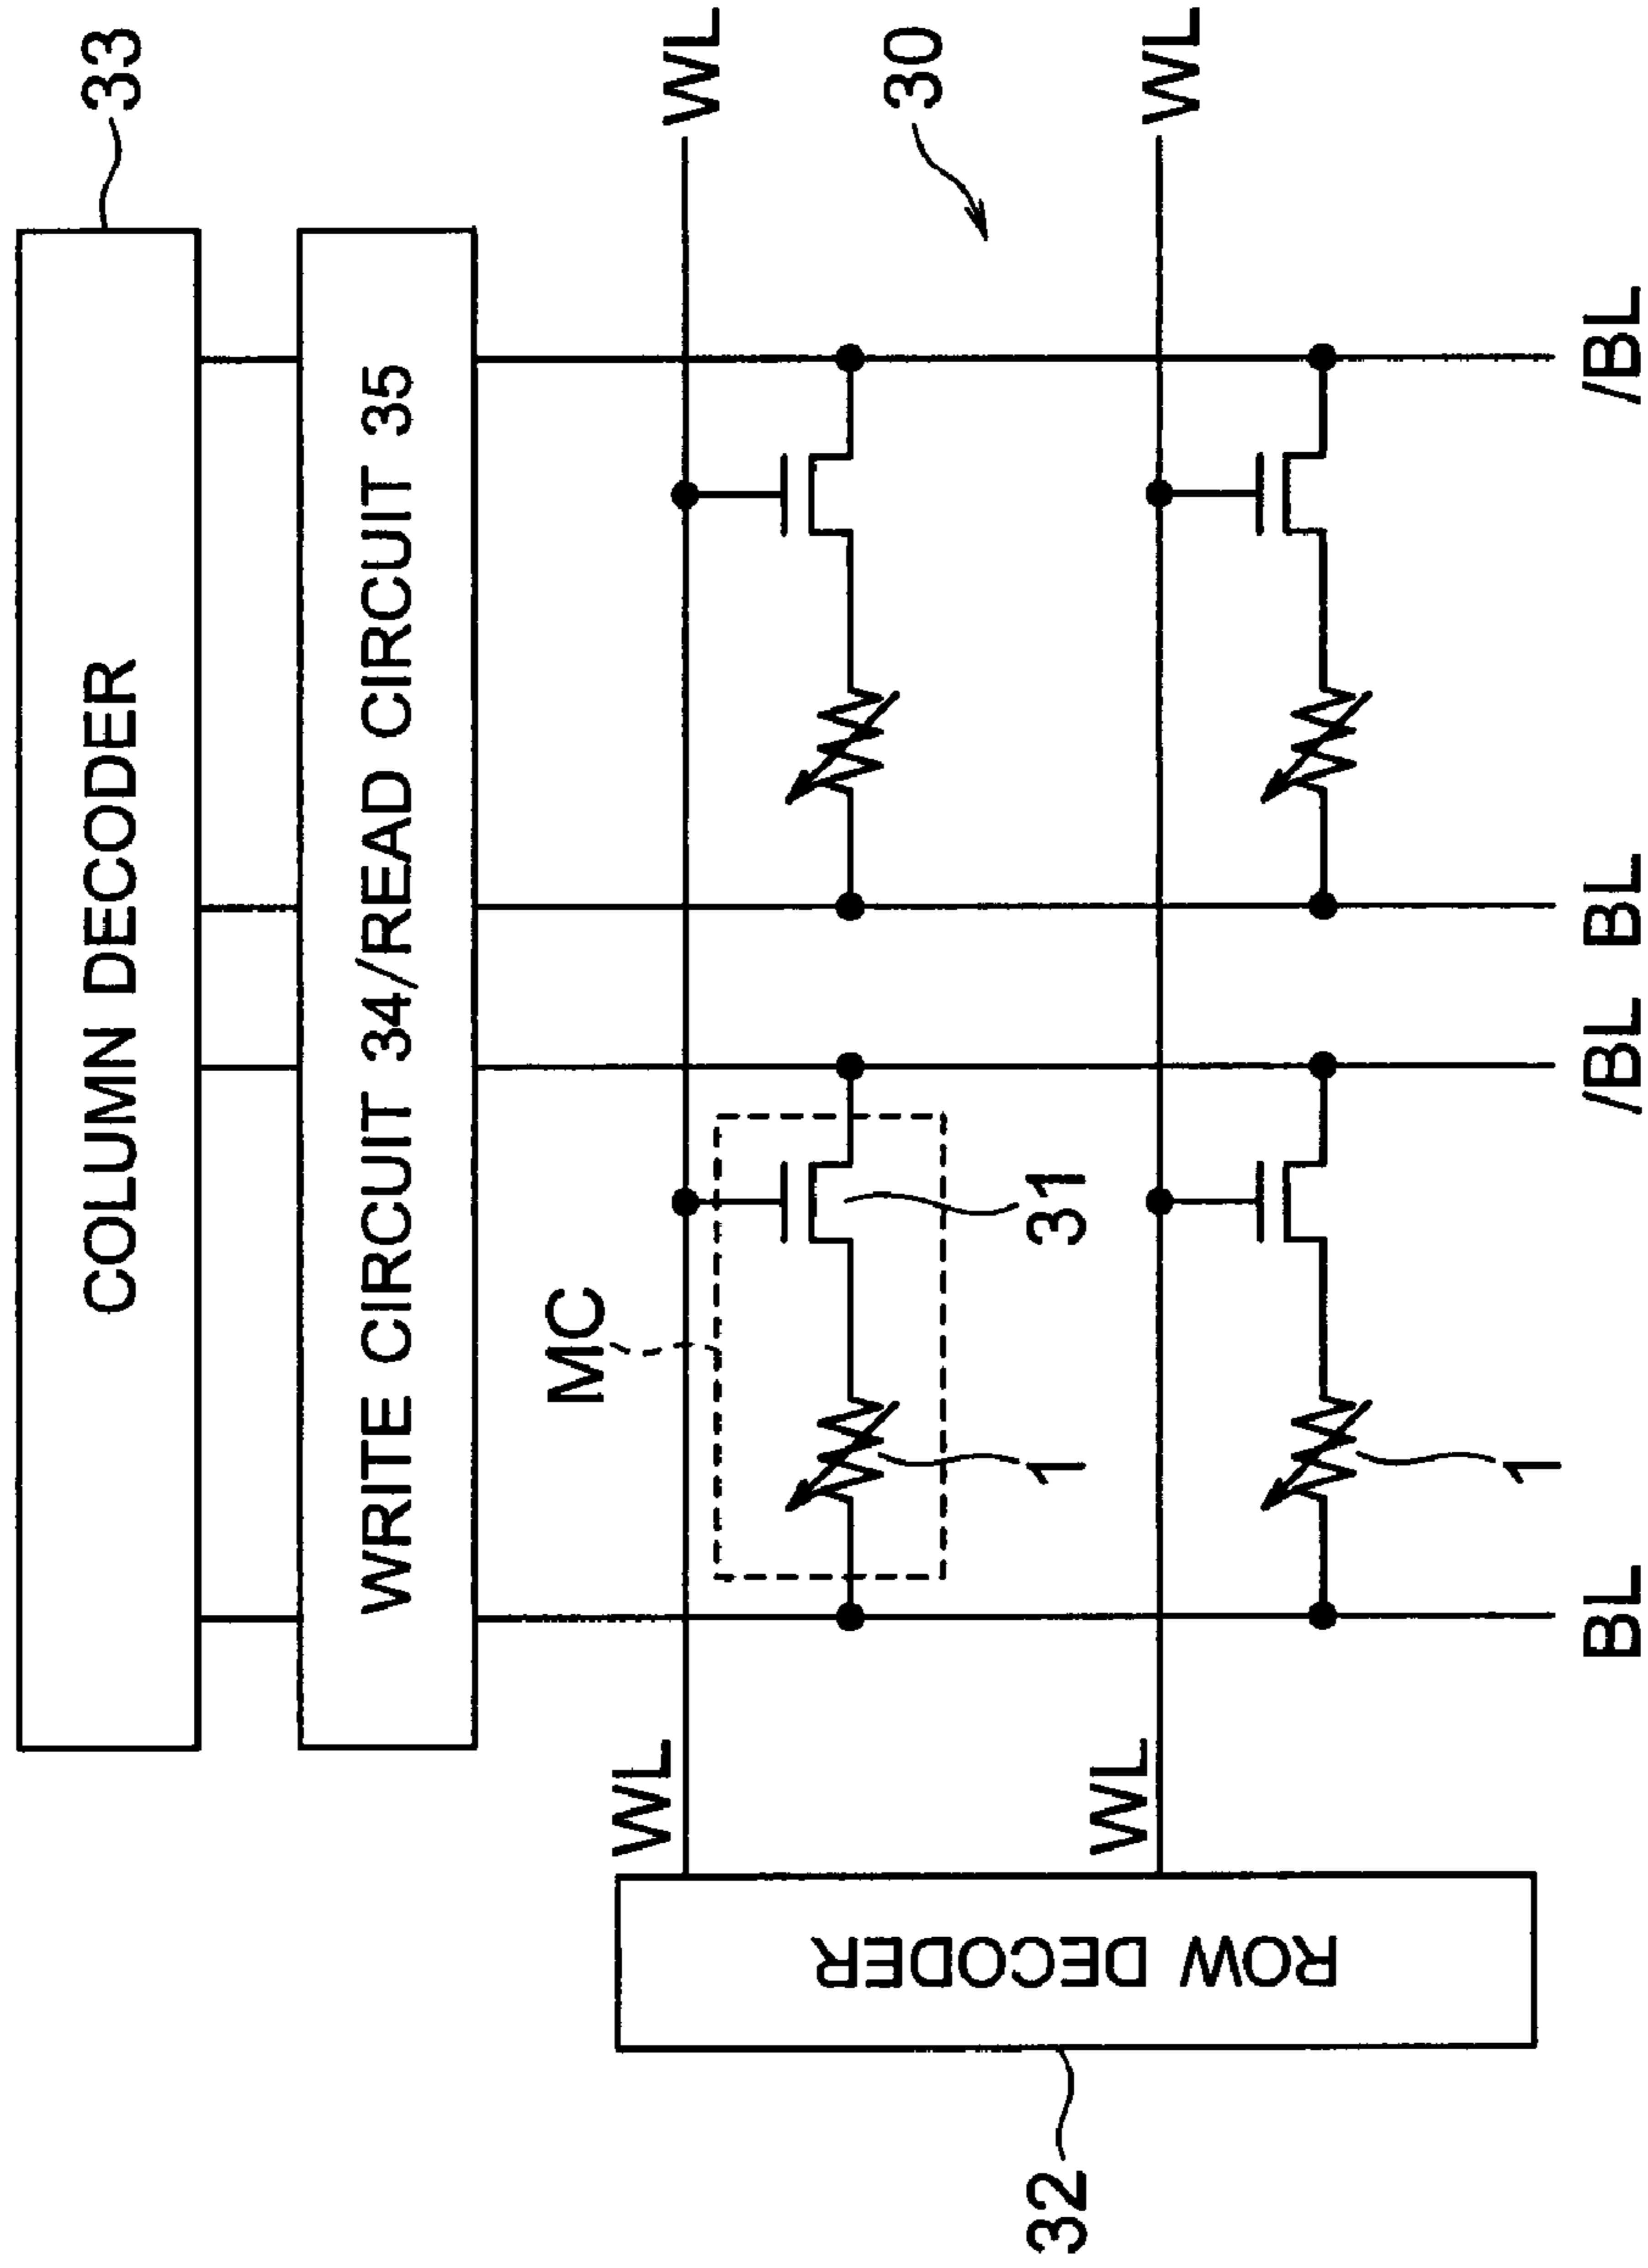 COLUMN DECODER
33
WRITE CIRCUIT 34/READ CIRCUIT 35
MC
WL
WL
31
1
30
WL
WL
1
ROW DECODER
32
BL
/BL
BL
/BL